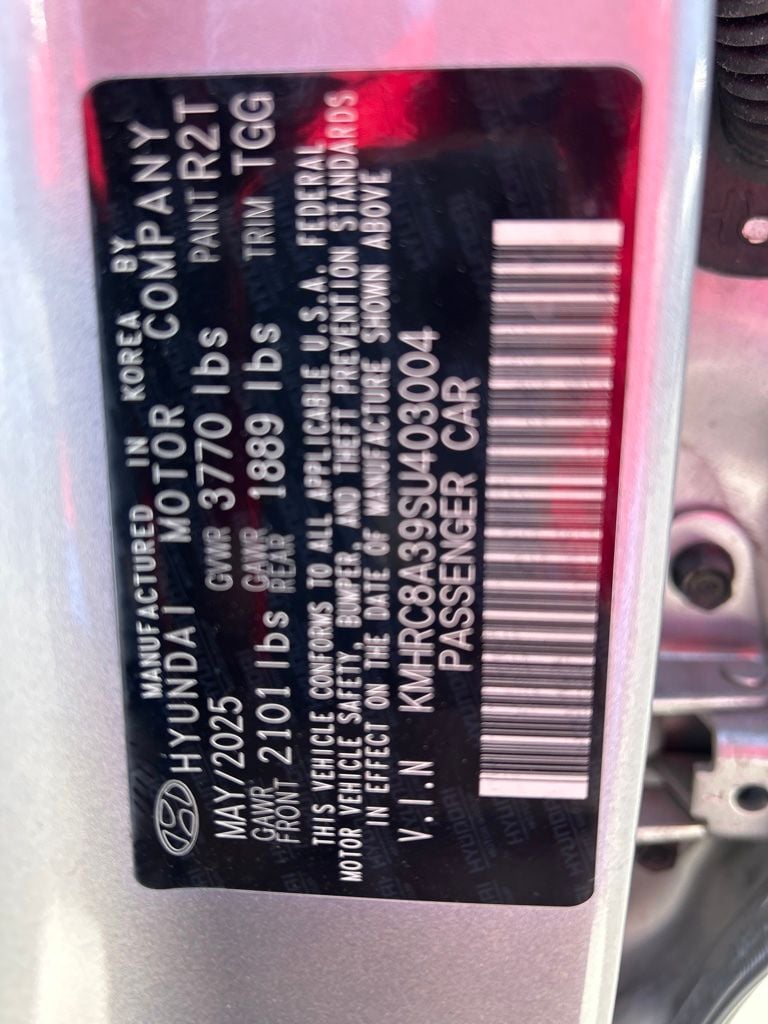 MANUFACTURED IN KOREA BY
HYUNDAI MOTOR COMPANY
MAY/2025 GVWR 3770 lbs PAINT R2T
GAWR FRONT 2101 lbs GAWR REAR 1889 lbs TRIM TGG
THIS VEHICLE CONFORMS TO ALL APPLICABLE U.S.A. FEDERAL
MOTOR VEHICLE SAFETY, BUMPER, AND THEFT PREVENTION STANDARDS
IN EFFECT ON THE DATE OF MANUFACTURE SHOWN ABOVE
V.I.N KMHRC8A39SU403004
PASSENGER CAR